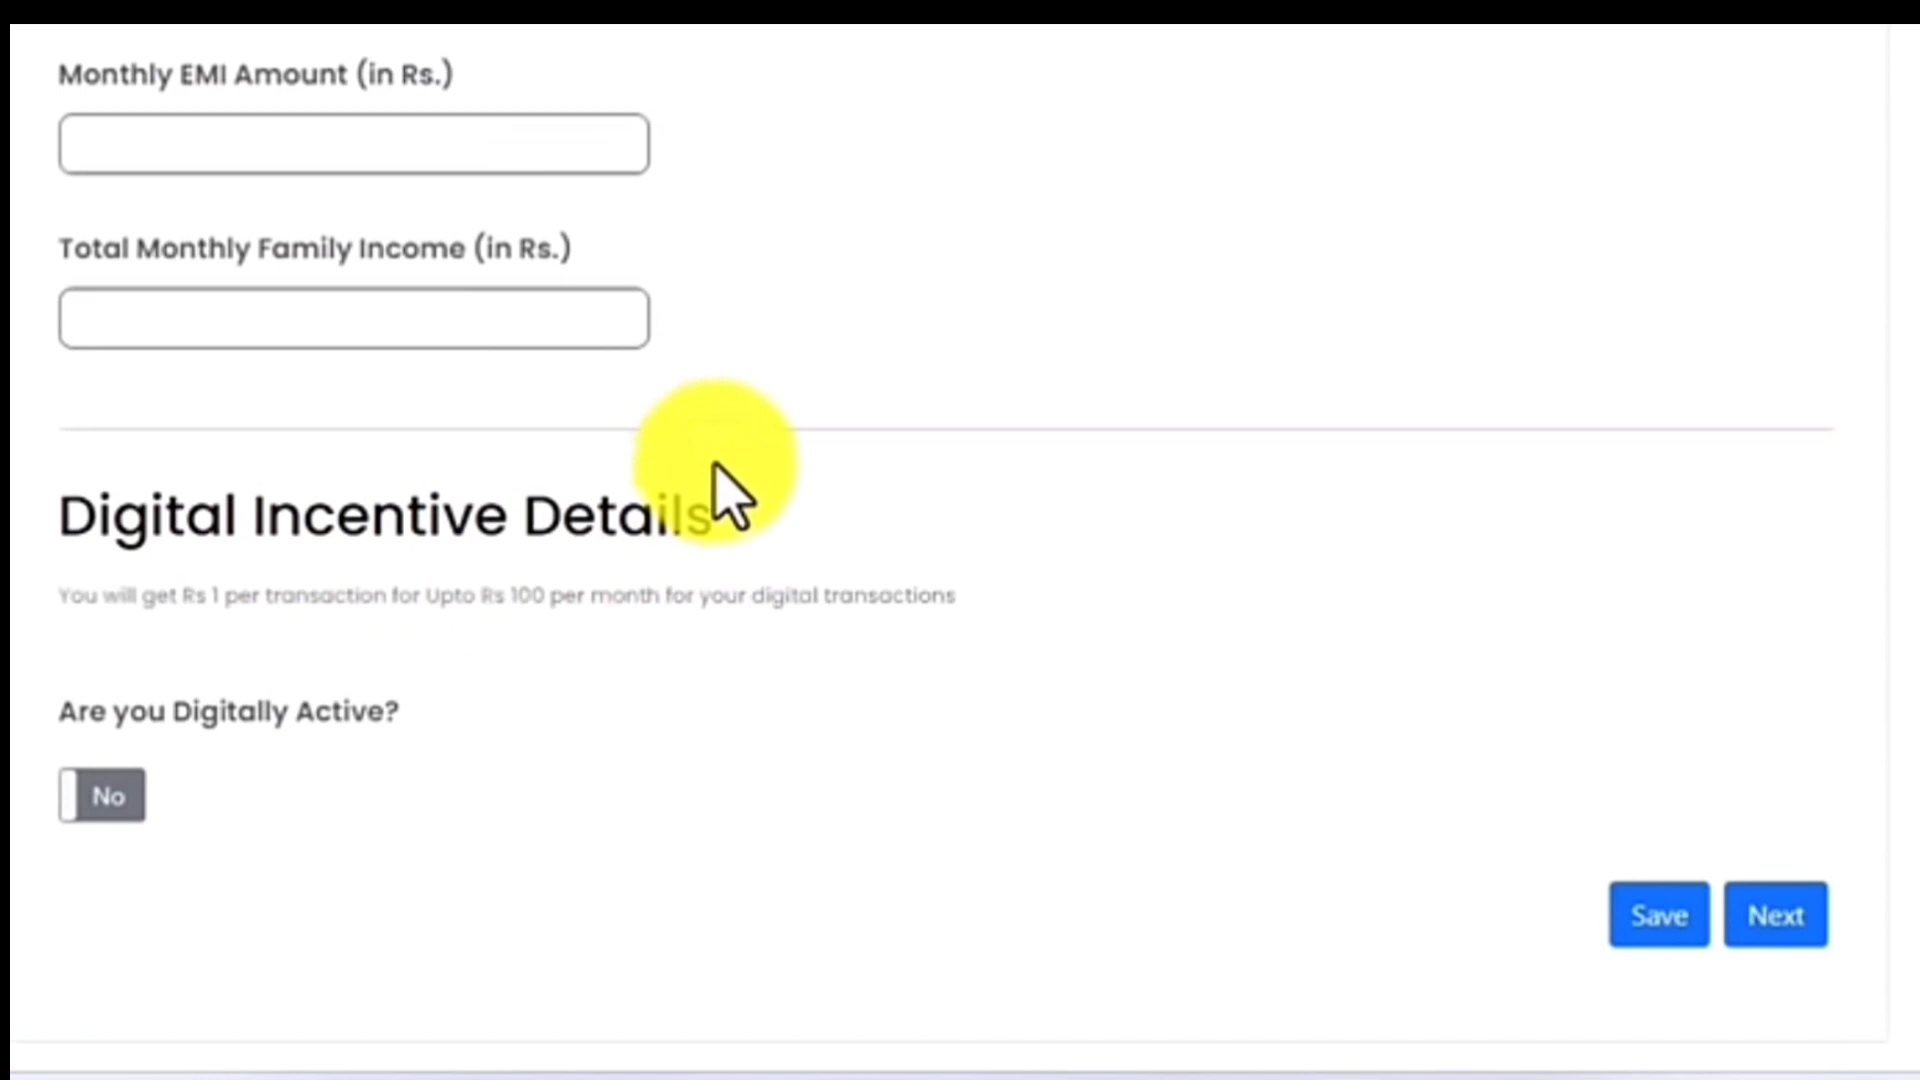 Monthly EMI Amount (in Rs.)
Total Monthly Family Income (in Rs.)
Digital Incentive Details
You will get Rs 1 per transaction for Upto Rs 100 per month for your digital transactions
Are you Digitally Active?
No
Save Next